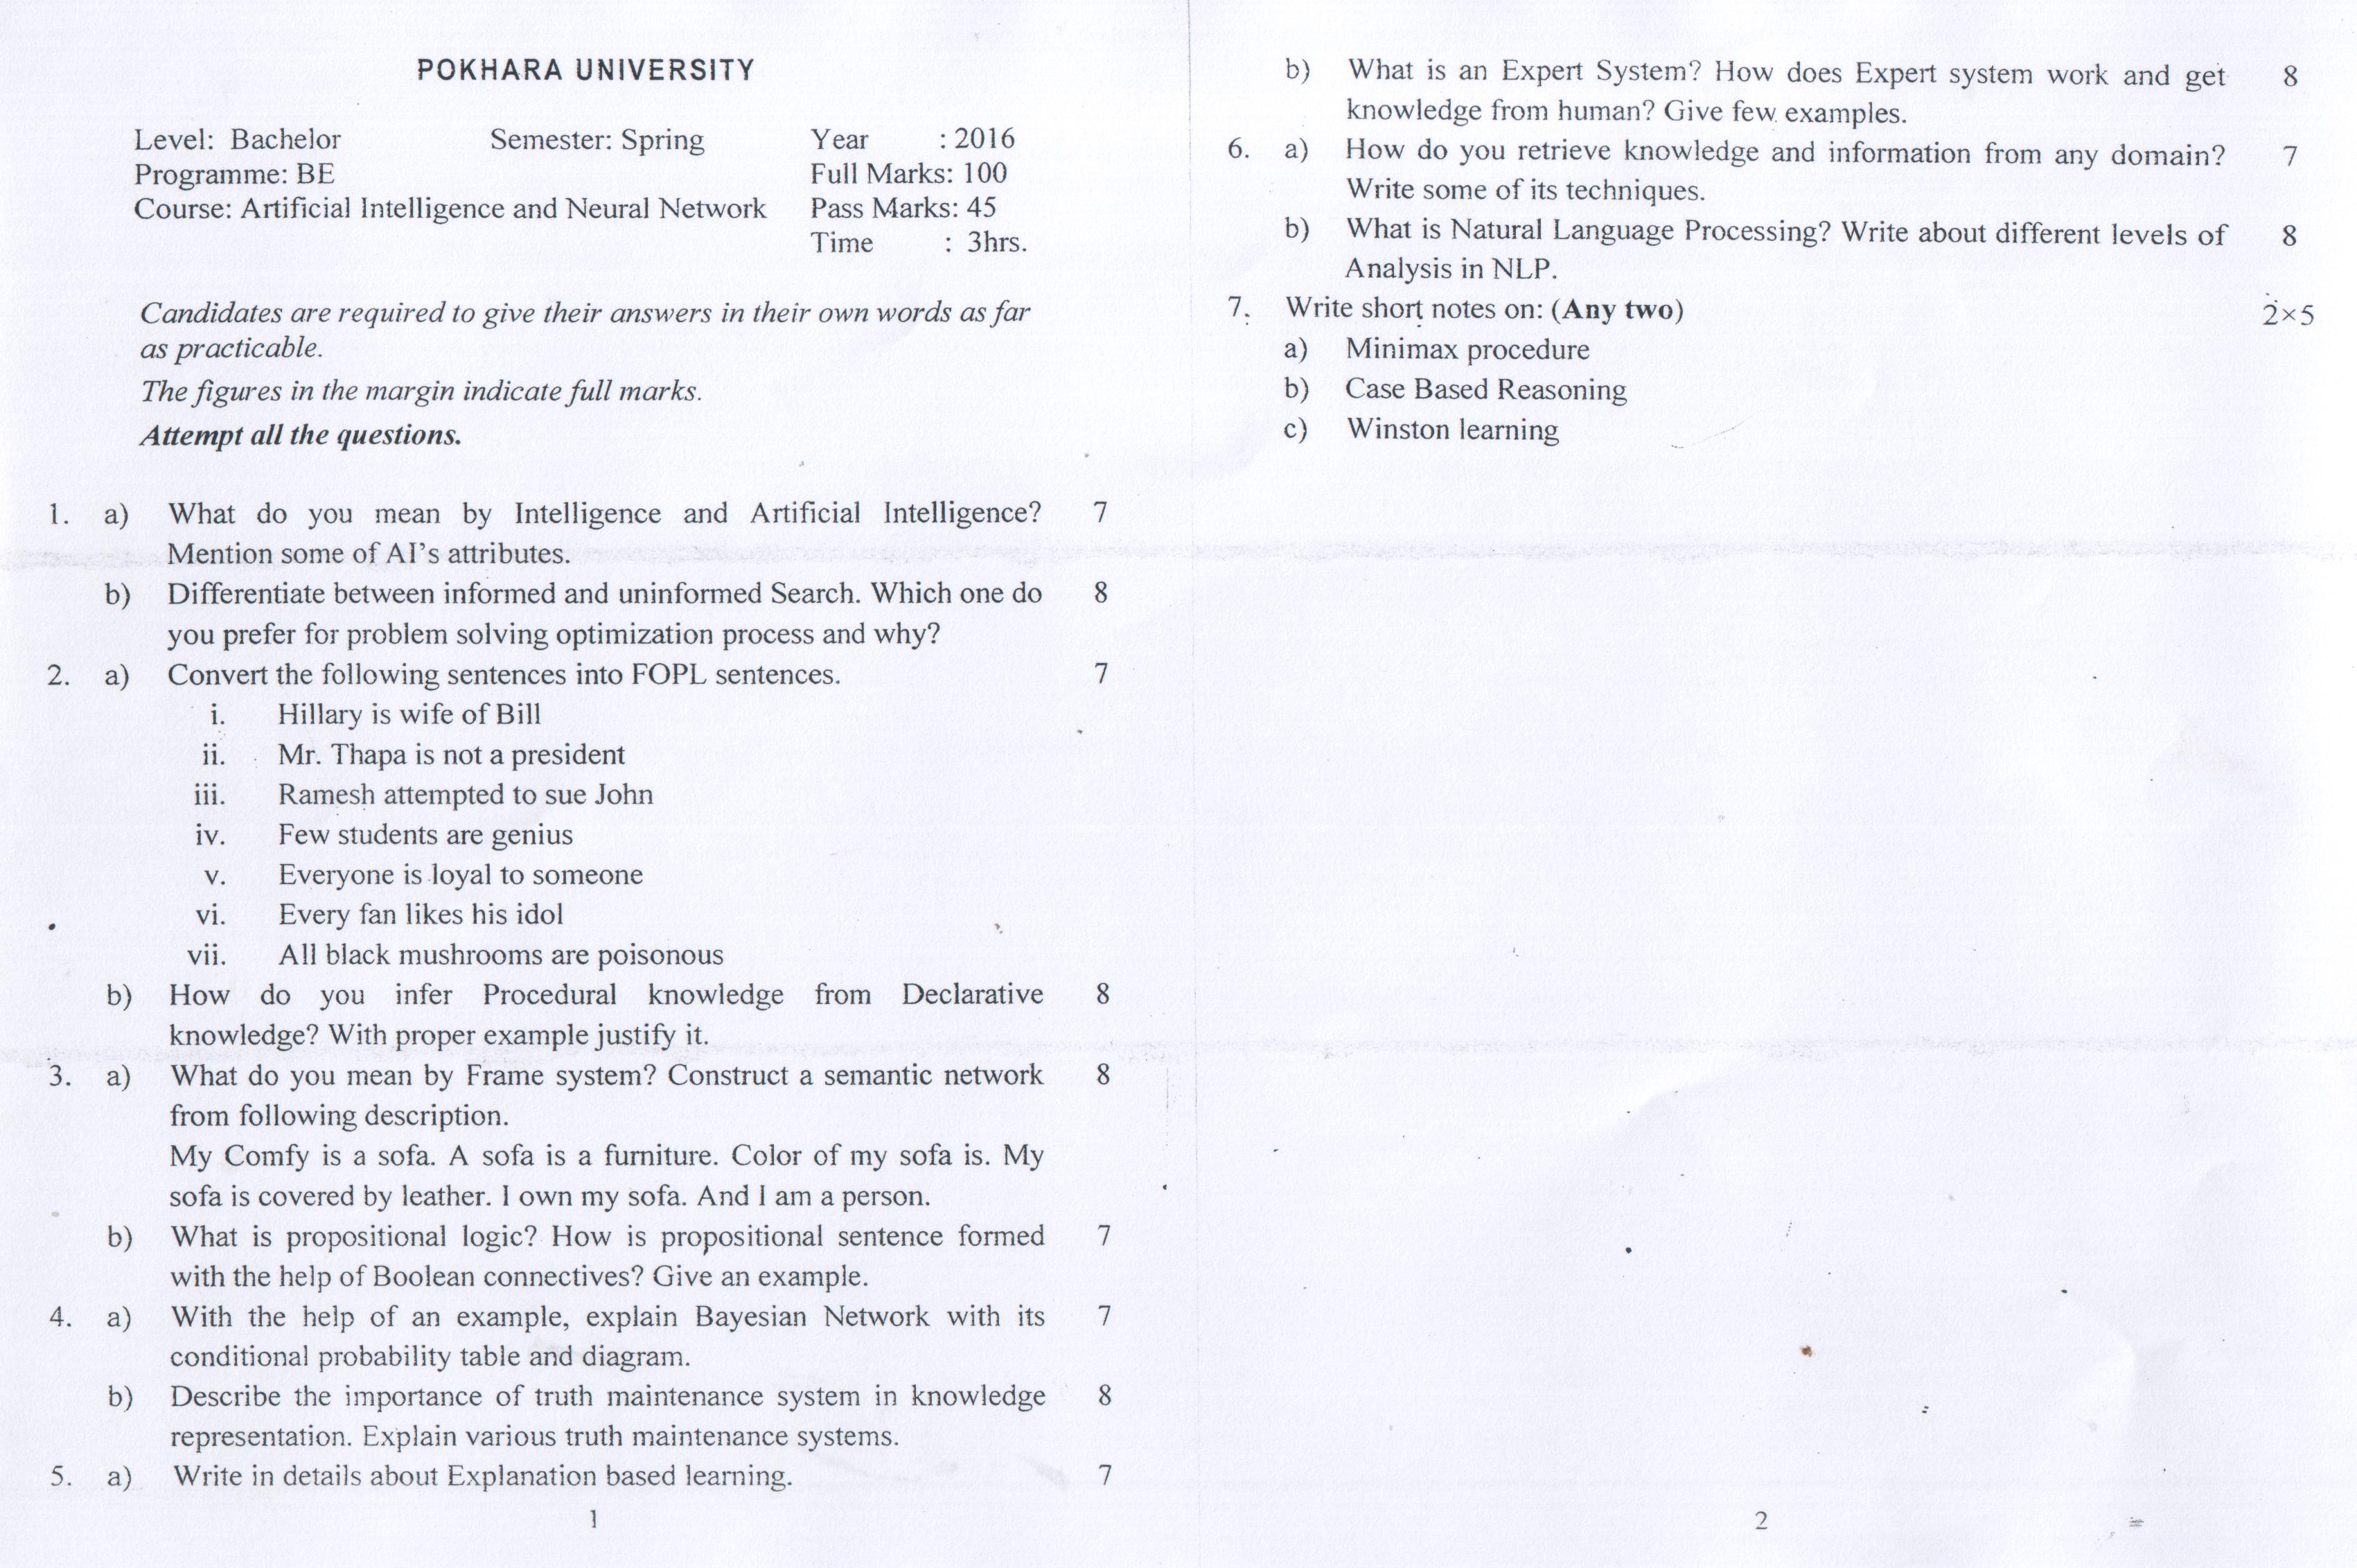 POKHARA UNIVERSITY
Level: Bachelor Semester: Spring Year : 2016
Programme: BE Full Marks: 100
Course: Artificial Intelligence and Neural Network Pass Marks: 45
Time : 3hrs.
Candidates are required to give their answers in their own words as far
as practicable.
The figures in the margin indicate full marks.
Attempt all the questions.
1. a) What do you mean by Intelligence and Artificial Intelligence? 7
Mention some of AI's attributes.
b) Differentiate between informed and uninformed Search. Which one do 8
you prefer for problem solving optimization process and why?
2. a) Convert the following sentences into FOPL sentences. 7
i. Hillary is wife of Bill
ii. Mr. Thapa is not a president
iii. Ramesh attempted to sue John
iv. Few students are genius
v. Everyone is loyal to someone
vi. Every fan likes his idol
vii. All black mushrooms are poisonous
b) How do you infer Procedural knowledge from Declarative 8
knowledge? With proper example justify it.
3. a) What do you mean by Frame system? Construct a semantic network 8
from following description.
My Comfy is a sofa. A sofa is a furniture. Color of my sofa is. My
sofa is covered by leather. I own my sofa. And I am a person.
b) What is propositional logic? How is propositional sentence formed 7
with the help of Boolean connectives? Give an example.
4. a) With the help of an example, explain Bayesian Network with its 7
conditional probability table and diagram.
b) Describe the importance of truth maintenance system in knowledge 8
representation. Explain various truth maintenance systems.
5. a) Write in details about Explanation based learning. 7
1
b) What is an Expert System? How does Expert system work and get 8
knowledge from human? Give few examples.
6. a) How do you retrieve knowledge and information from any domain? 7
Write some of its techniques.
b) What is Natural Language Processing? Write about different levels of 8
Analysis in NLP.
7. Write short notes on: (Any two) 2×5
a) Minimax procedure
b) Case Based Reasoning
c) Winston learning
2